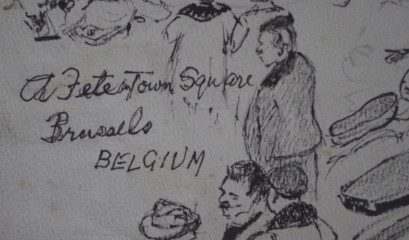 A Fete-Town Square
Brussels
BELGIUM